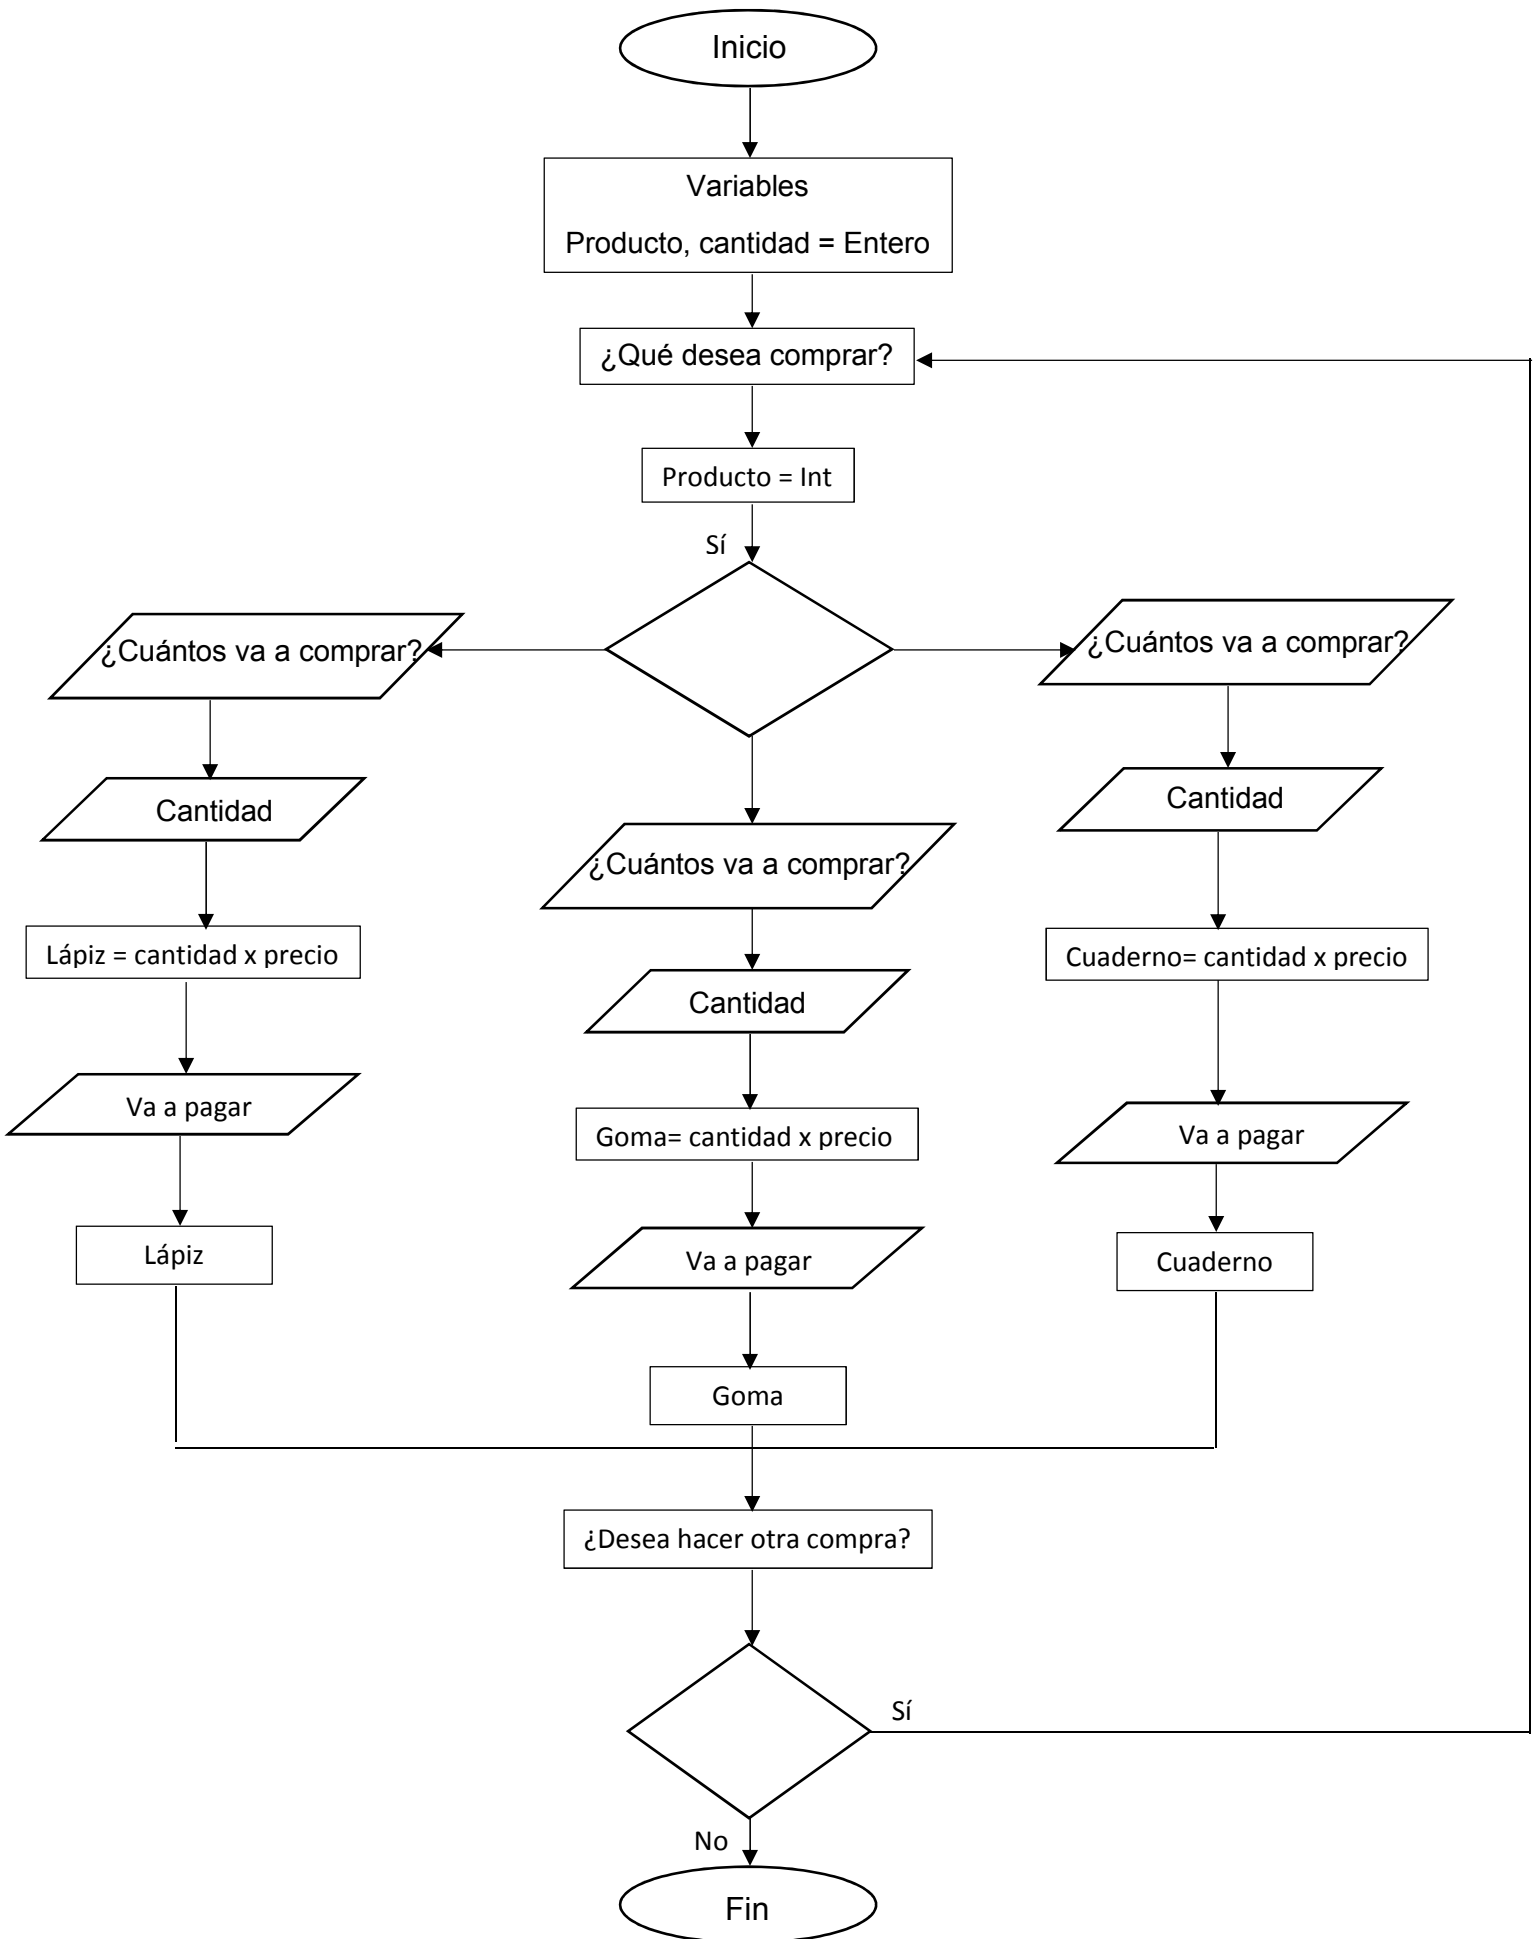 Inicio
Variables
Producto, cantidad = Entero
¿Qué desea comprar?
Producto = Int
Sí
¿Cuántos va a comprar?
Cantidad
Lápiz = cantidad x precio
Va a pagar
Lápiz
¿Cuántos va a comprar?
Cantidad
Goma= cantidad x precio
Va a pagar
Goma
¿Cuántos va a comprar?
Cantidad
Cuaderno= cantidad x precio
Va a pagar
Cuaderno
¿Desea hacer otra compra?
Sí
No
Fin